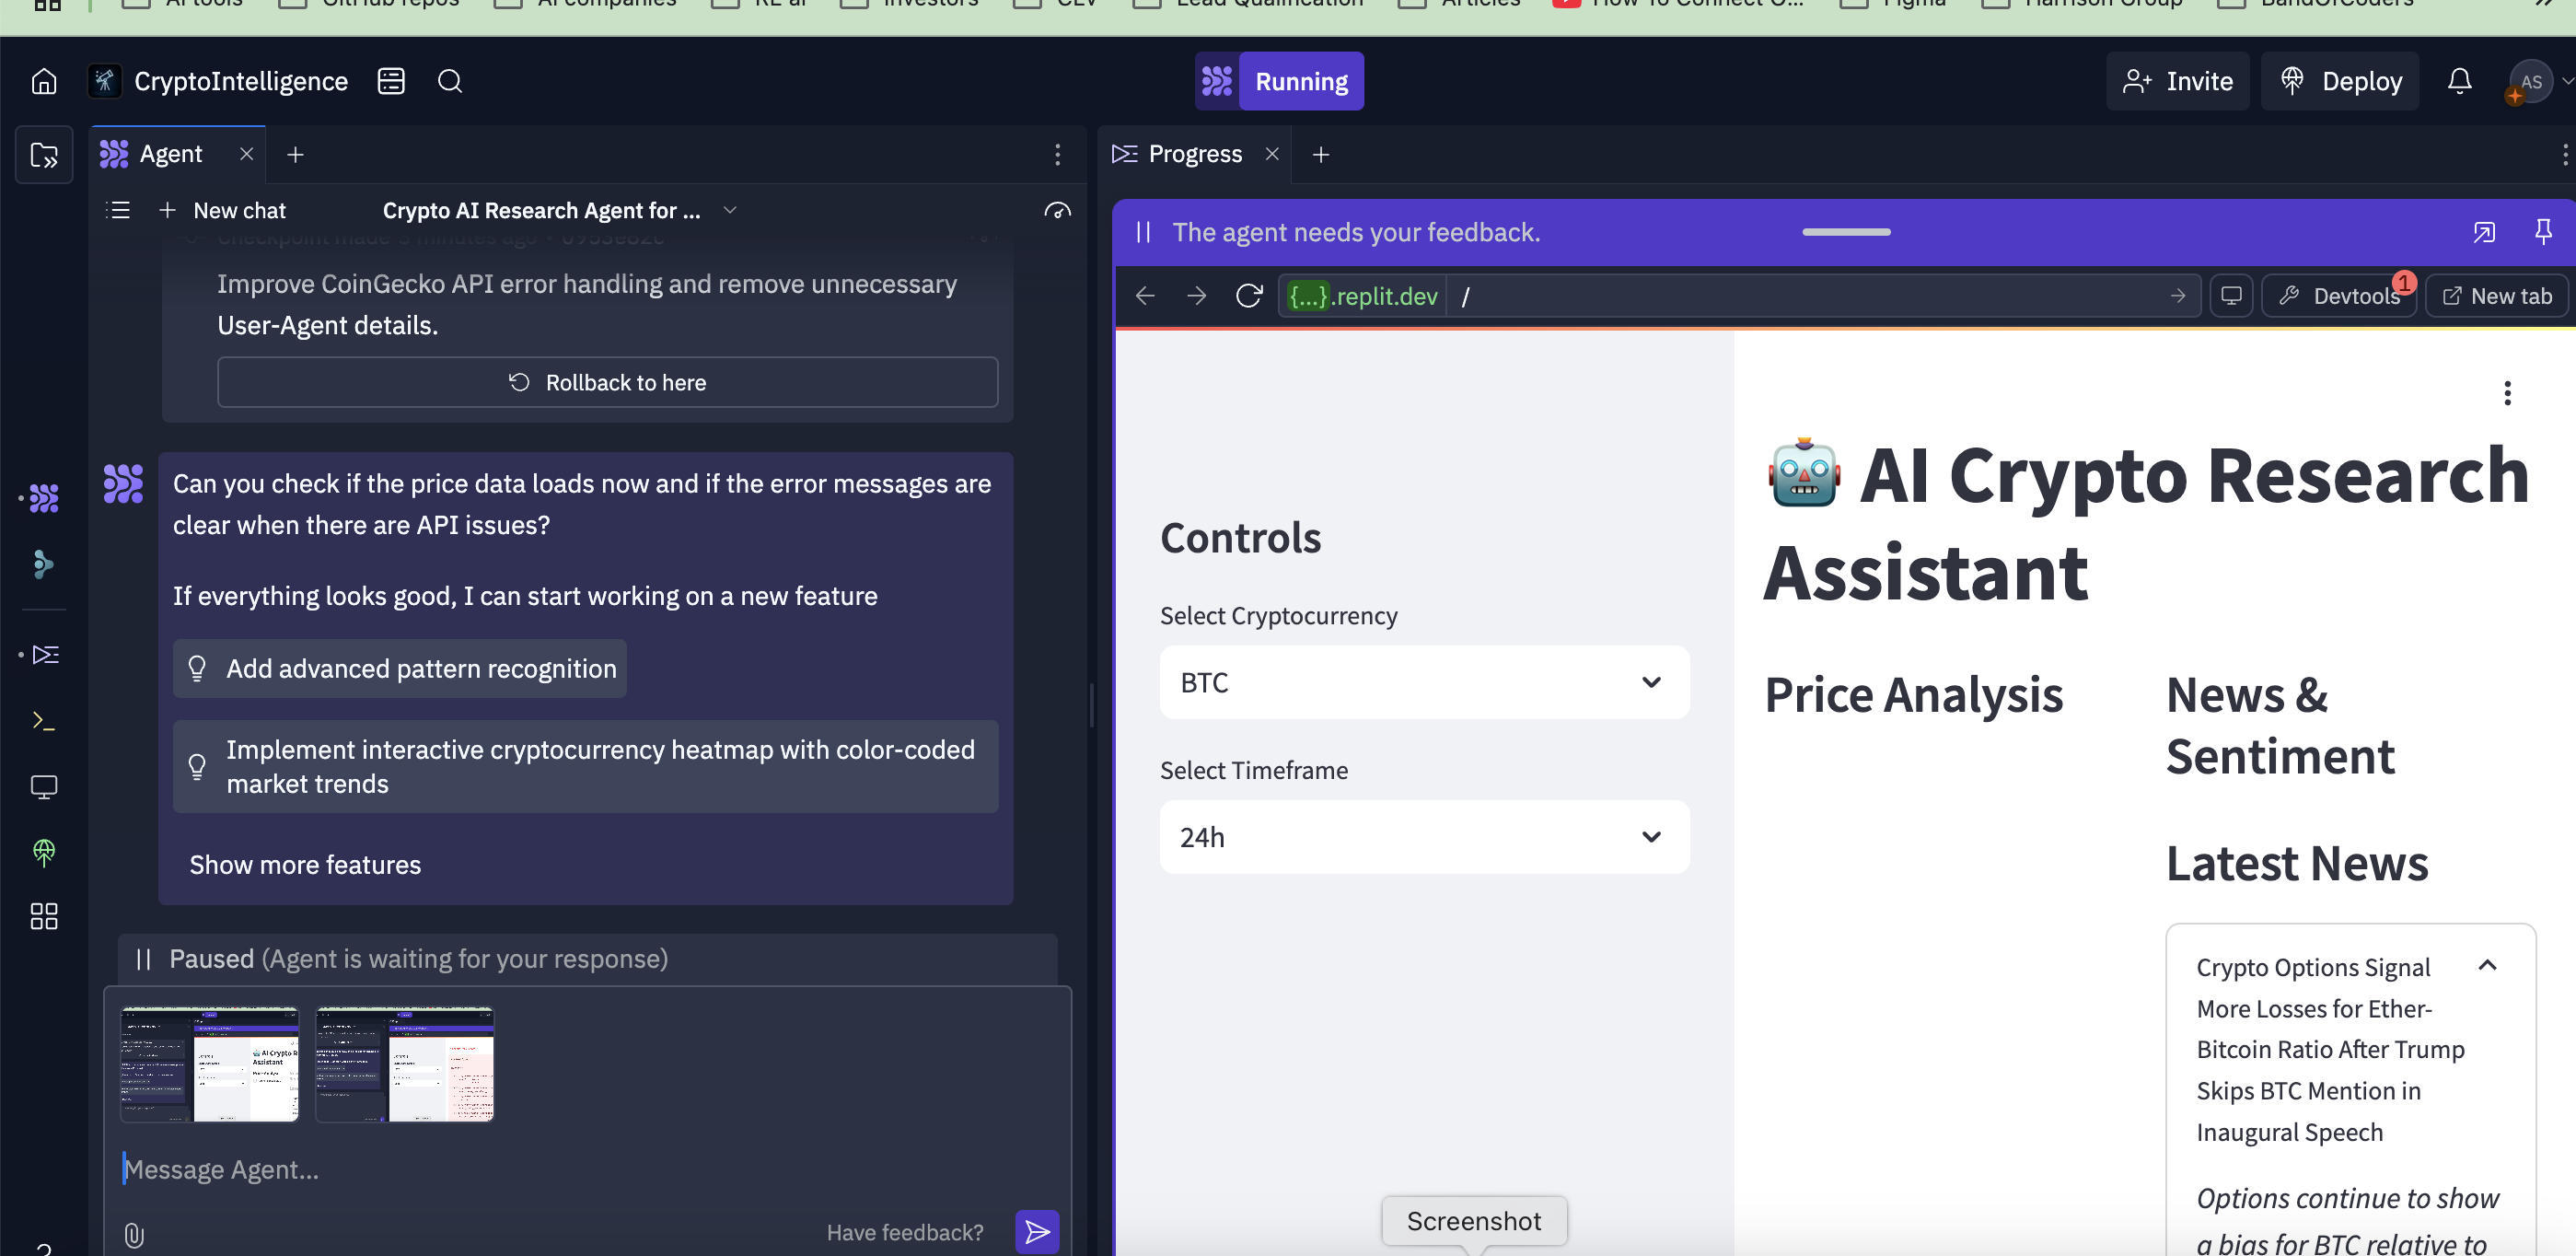 AI tools
GitHub repos
AI companies
RE ai
Investors
CLV
Lead Qualification
Articles
How To Connect G...
Figma
Harrison Group
BandOfCoders
CryptoIntelligence
Running
Invite
Deploy
AS
Agent
Progress
New chat
Crypto AI Research Agent for ...
Checkpoint made 3 minutes ago
Improve CoinGecko API error handling and remove unnecessary
User-Agent details.
Rollback to here
Can you check if the price data loads now and if the error messages are
clear when there are API issues?
If everything looks good, I can start working on a new feature
Add advanced pattern recognition
Implement interactive cryptocurrency heatmap with color-coded
market trends
Show more features
Paused (Agent is waiting for your response)
Message Agent...
Have feedback?
The agent needs your feedback.
{...}.replit.dev
/
Devtools
1
New tab
Controls
Select Cryptocurrency
BTC
Select Timeframe
24h
AI Crypto Research
Assistant
Price Analysis
News &
Sentiment
Latest News
Crypto Options Signal
More Losses for Ether-
Bitcoin Ratio After Trump
Skips BTC Mention in
Inaugural Speech
Options continue to show
a bias for BTC relative to
Screenshot